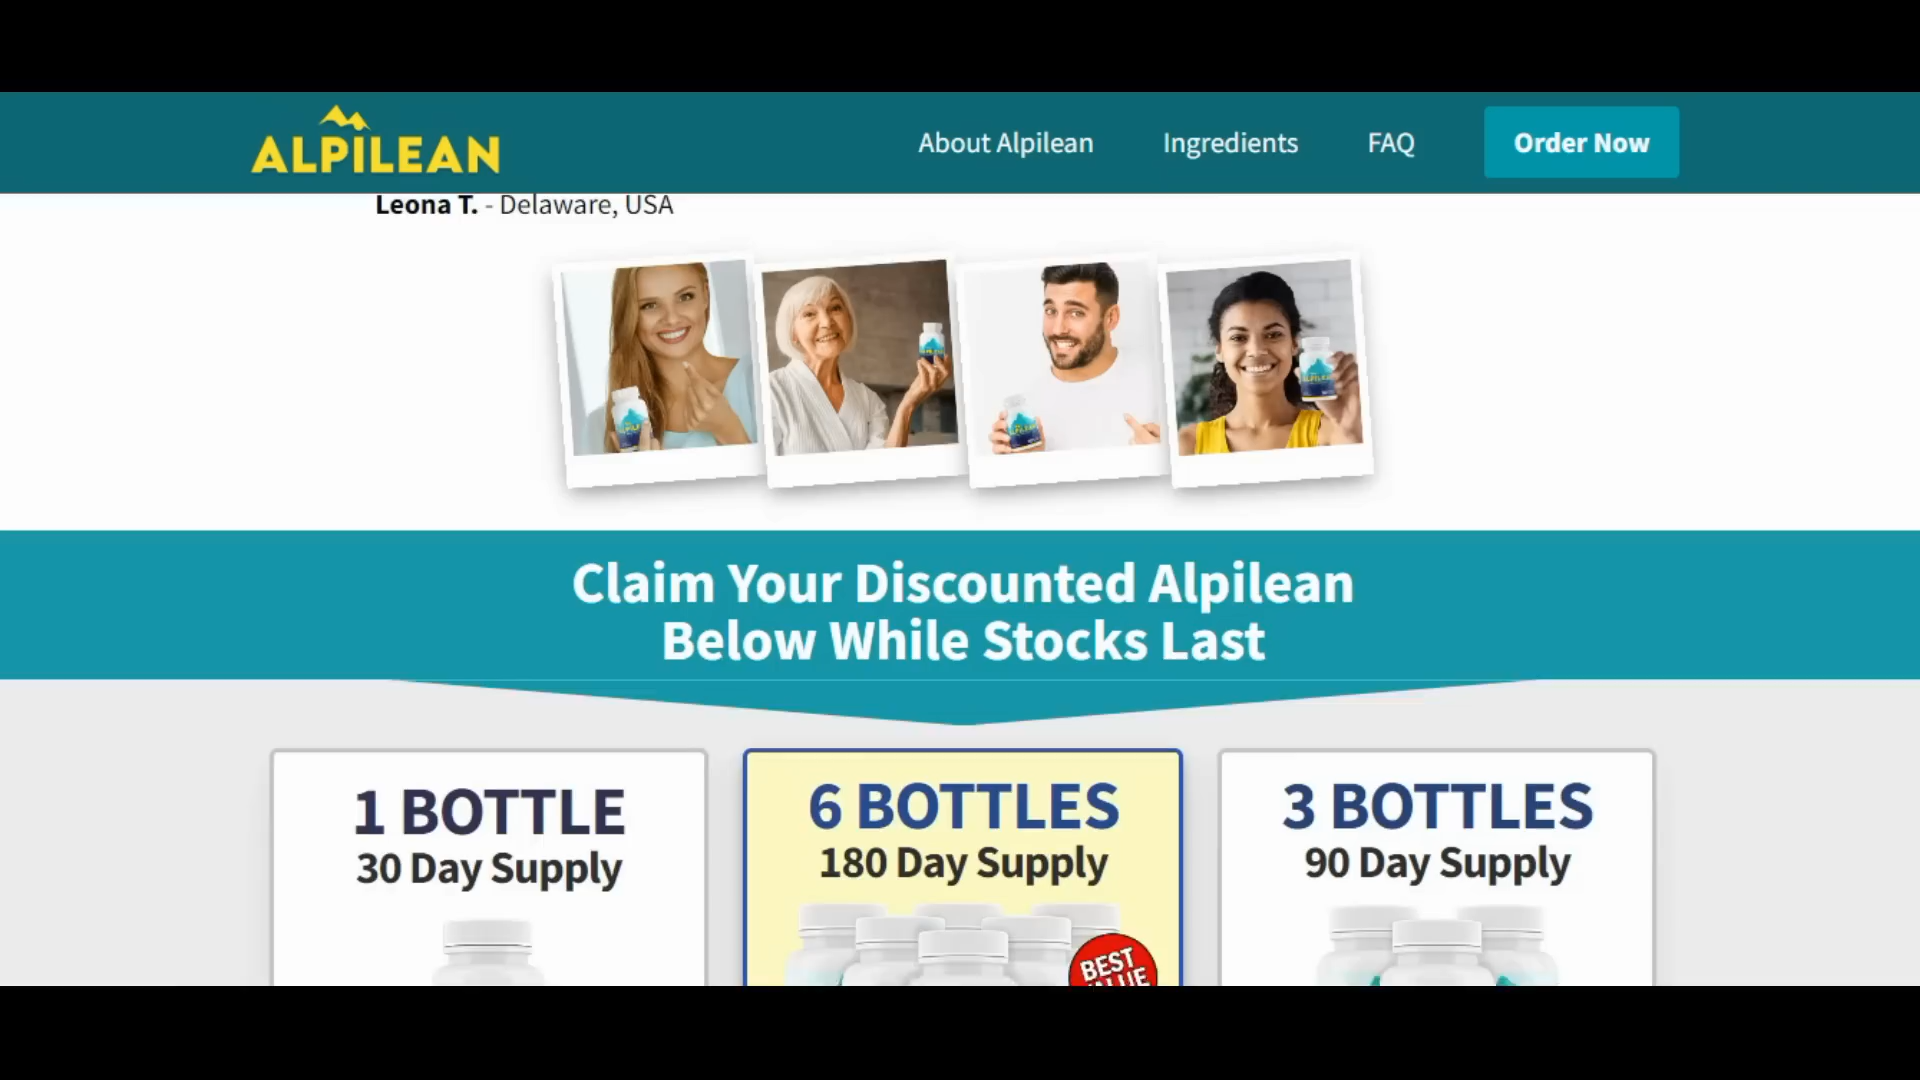 ALPILEAN
About Alpilean
Ingredients
FAQ
Order Now
Leona T. - Delaware, USA
Claim Your Discounted Alpilean
Below While Stocks Last
1 BOTTLE
30 Day Supply
6 BOTTLES
180 Day Supply
BEST
3 BOTTLES
90 Day Supply